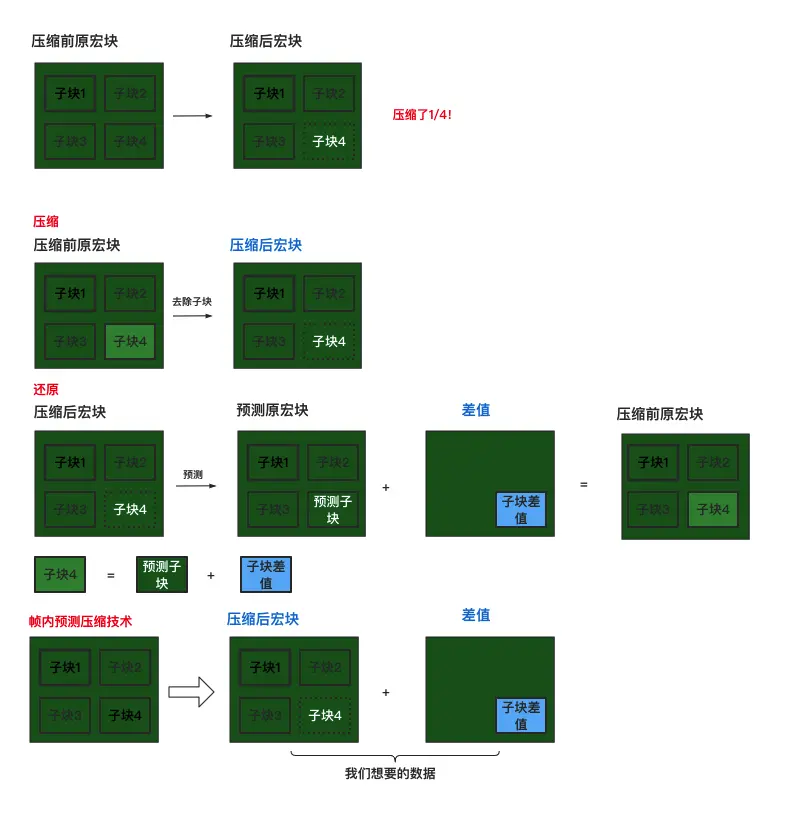 压缩前原宏块
压缩后宏块
子块1
子块2
子块1
子块2
压缩了1/4!
子块3
子块4
子块3
子块4
压缩
压缩前原宏块
压缩后宏块
子块1
子块2
去除子块
子块1
子块2
子块3
子块4
子块3
子块4
还原
压缩后宏块
预测原宏块
差值
压缩前原宏块
子块1
子块2
预测
子块1
子块2
+
=
子块1
子块2
子块3
子块4
子块3
预测子
块
子块差
值
子块3
子块4
子块4
=
预测子
块
+
子块差
值
帧内预测压缩技术
压缩后宏块
差值
子块1
子块2
子块1
子块2
+
子块3
子块4
子块3
子块4
子块差
值
我们想要的数据